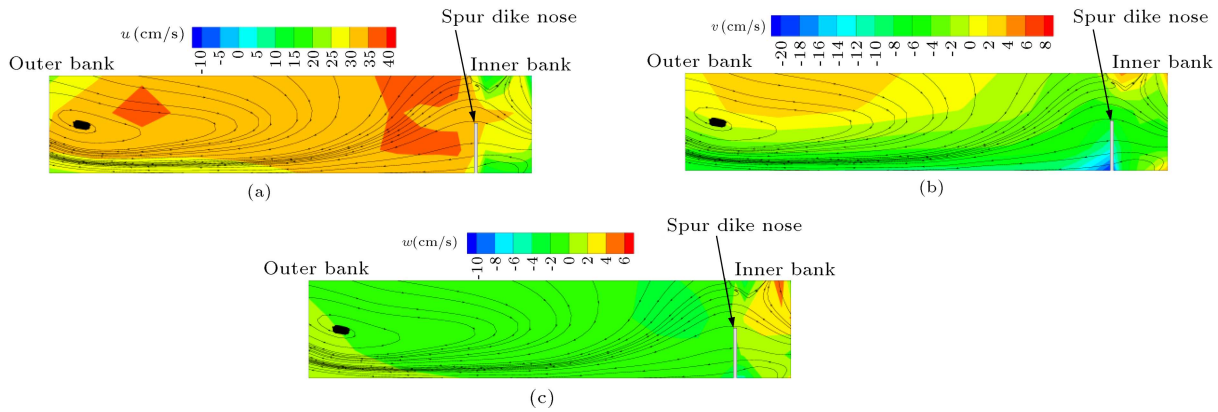 Spur dike nose
u (cm/s)
-10 -5 0 5 10 15 20 25 30 35 40
Outer bank
Inner bank
(a)
Spur dike nose
v (cm/s)
-20 -18 -16 -14 -12 -10 -8 -6 -4 -2 0 2 4 6 8
Outer bank
Inner bank
(b)
Spur dike nose
w(cm/s)
-10 -8 -6 -4 -2 0 2 4 6
Outer bank
Inner bank
(c)